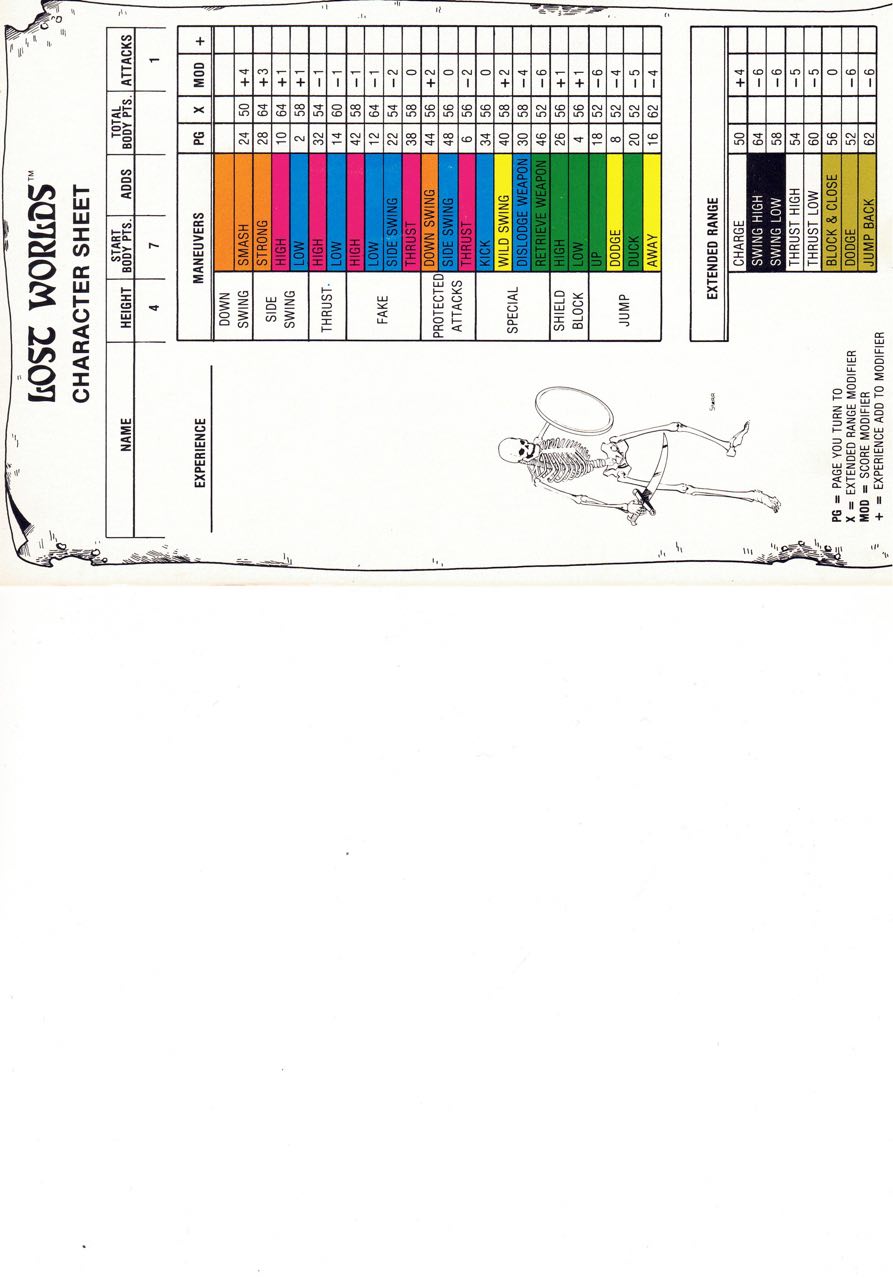 LOST WORLDS™
CHARACTER SHEET
NAME HEIGHT START BODY PTS. ADDS TOTAL BODY PTS. ATTACKS
4 7 1
EXPERIENCE
MANEUVERS PG X MOD +
DOWN
SWING SMASH 24 50 +4
STRONG 28 64 +3
SIDE SWING HIGH 10 64 +1
LOW 2 58 +1
THRUST. HIGH 32 54 −1
LOW 14 60 −1
FAKE HIGH 42 58 −1
LOW 12 64 −1
SIDE SWING 22 54 −2
THRUST 38 58 0
PROTECTED ATTACKS DOWN SWING 44 56 +2
SIDE SWING 48 56 0
THRUST 6 56 −2
SPECIAL KICK 34 56 0
WILD SWING 40 58 +2
DISLODGE WEAPON 30 58 −4
RETRIEVE WEAPON 46 52 −6
SHIELD BLOCK HIGH 26 56 +1
LOW 4 56 +1
JUMP UP 18 52 −6
DODGE 8 52 −4
DUCK 20 52 −5
AWAY 16 62 −4
EXTENDED RANGE
CHARGE 50 +4
SWING HIGH 64 −6
SWING LOW 58 −6
THRUST HIGH 54 −5
THRUST LOW 60 −5
BLOCK & CLOSE 56 0
DODGE 52 −6
JUMP BACK 62 −6
PG = PAGE YOU TURN TO
X = EXTENDED RANGE MODIFIER
MOD = SCORE MODIFIER
+ = EXPERIENCE ADD TO MODIFIER